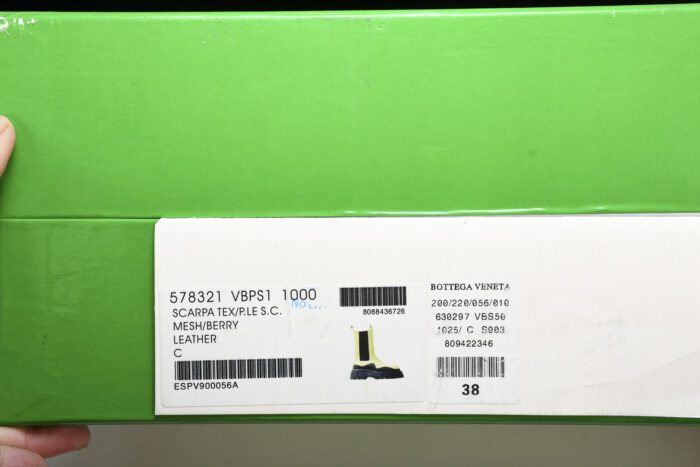 578321 VBPS1 1000
SCARPA TEX/P.LE S.C.
MESH/BERRY
LEATHER
C
ESPV900056A
8088436726
BOTTEGA VENETA
200/220/056/010
630297 VBS50
1025/ C S003
809422346
38